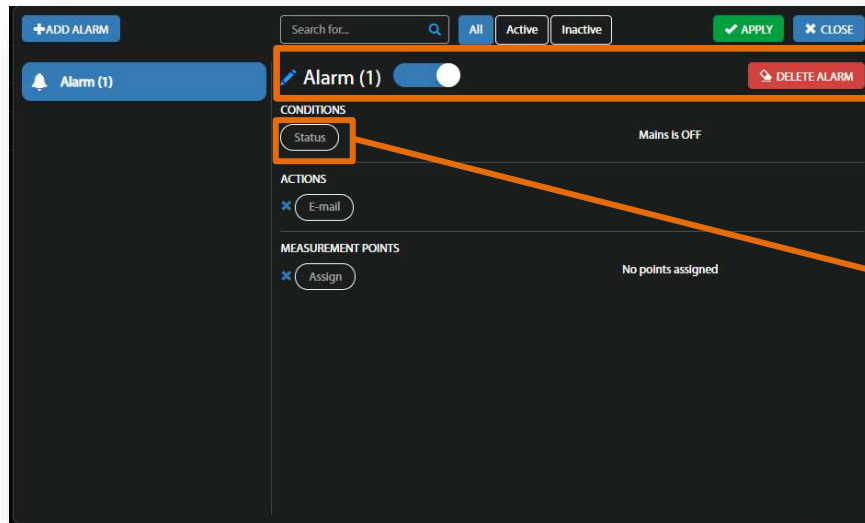 +ADD ALARM
Search for...
All
Active
Inactive
APPLY
CLOSE
Alarm (1)
Alarm (1)
DELETE ALARM
CONDITIONS
Status
Mains is OFF
ACTIONS
E-mail
MEASUREMENT POINTS
Assign
No points assigned